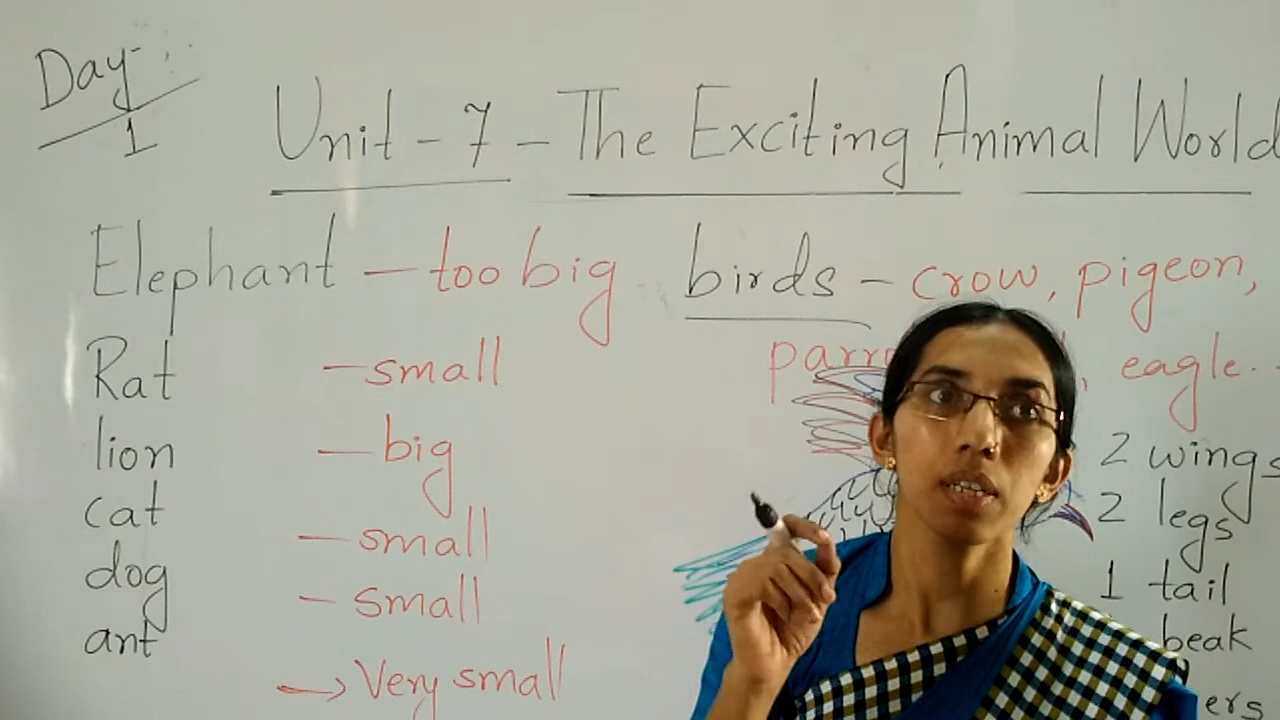 Day-
1
Unit - 7 - The Exciting Animal World
Elephant - too big
Rat - small
lion - big
cat - small
dog - small
ant → Very small
birds - crow, pigeon,
eagle.
2 wings
2 legs
1 tail
beak